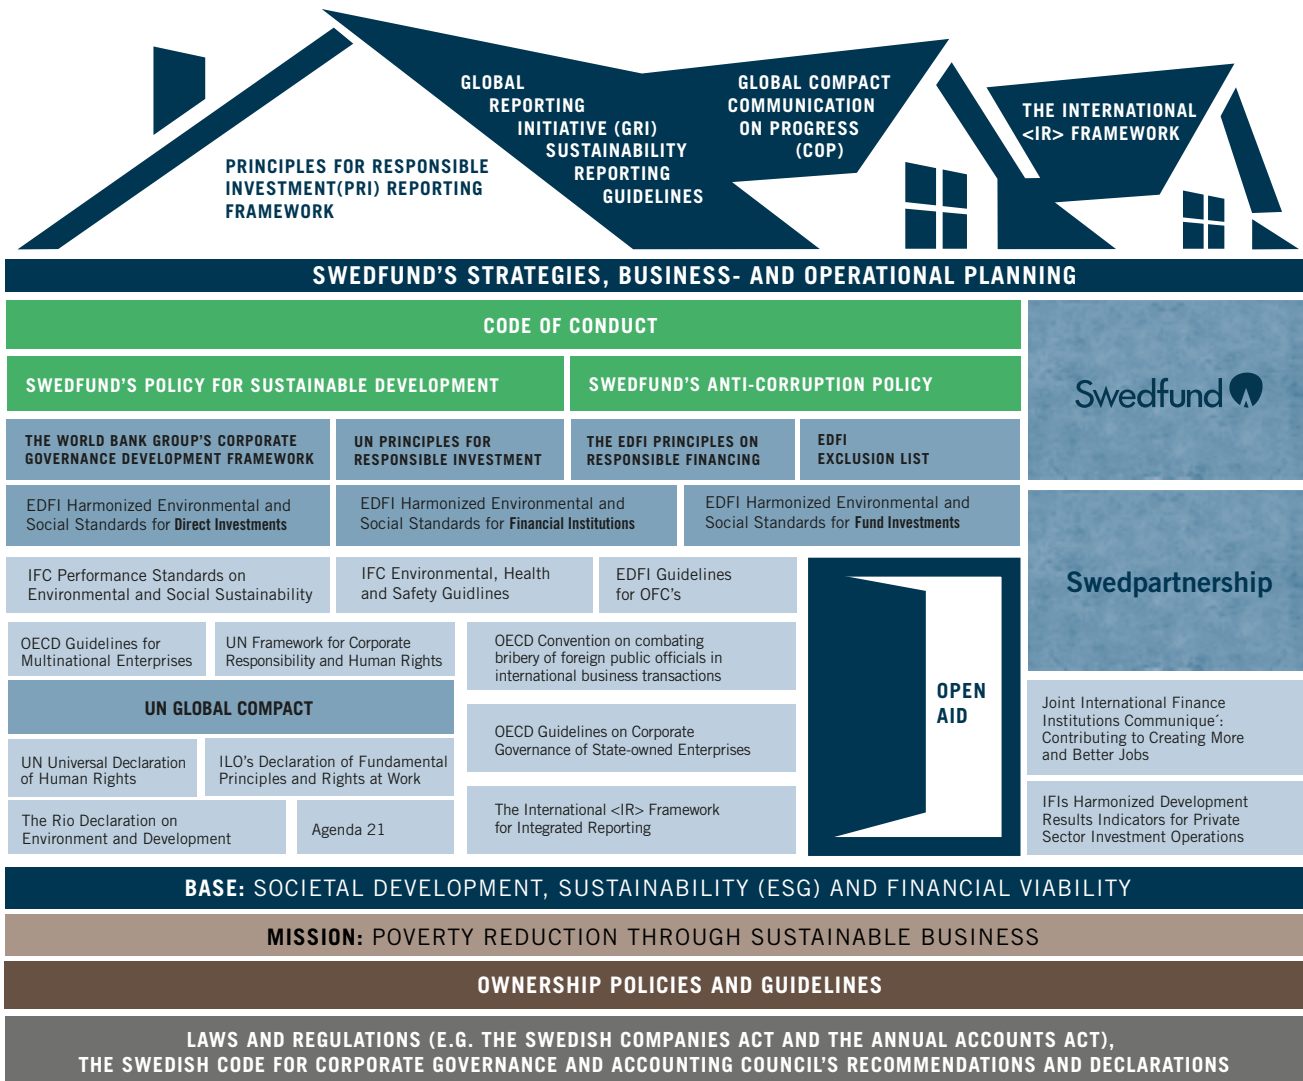 GLOBAL
REPORTING
INITIATIVE (GRI)
SUSTAINABILITY
REPORTING
GUIDELINES
GLOBAL COMPACT
COMMUNICATION
ON PROGRESS
(COP)
THE INTERNATIONAL
<IR> FRAMEWORK
PRINCIPLES FOR RESPONSIBLE
INVESTMENT(PRI) REPORTING
FRAMEWORK
SWEDFUND'S STRATEGIES, BUSINESS- AND OPERATIONAL PLANNING
CODE OF CONDUCT
SWEDFUND'S POLICY FOR SUSTAINABLE DEVELOPMENT
SWEDFUND'S ANTI-CORRUPTION POLICY
Swedfund
THE WORLD BANK GROUP'S CORPORATE
GOVERNANCE DEVELOPMENT FRAMEWORK
UN PRINCIPLES FOR
RESPONSIBLE INVESTMENT
THE EDFI PRINCIPLES ON
RESPONSIBLE FINANCING
EDFI
EXCLUSION LIST
EDFI Harmonized Environmental and
Social Standards for Direct Investments
EDFI Harmonized Environmental and
Social Standards for Financial Institutions
EDFI Harmonized Environmental and
Social Standards for Fund Investments
IFC Performance Standards on
Environmental and Social Sustainability
IFC Environmental, Health
and Safety Guidlines
EDFI Guidelines
for OFC's
Swedpartnership
OECD Guidelines for
Multinational Enterprises
UN Framework for Corporate
Responsibility and Human Rights
OECD Convention on combating
bribery of foreign public officials in
international business transactions
UN GLOBAL COMPACT
OPEN
AID
OECD Guidelines on Corporate
Governance of State-owned Enterprises
Joint International Finance
Institutions Communique´:
Contributing to Creating More
and Better Jobs
UN Universal Declaration
of Human Rights
ILO's Declaration of Fundamental
Principles and Rights at Work
The Rio Declaration on
Environment and Development
Agenda 21
The International <IR> Framework
for Integrated Reporting
IFIs Harmonized Development
Results Indicators for Private
Sector Investment Operations
BASE: SOCIETAL DEVELOPMENT, SUSTAINABILITY (ESG) AND FINANCIAL VIABILITY
MISSION: POVERTY REDUCTION THROUGH SUSTAINABLE BUSINESS
OWNERSHIP POLICIES AND GUIDELINES
LAWS AND REGULATIONS (E.G. THE SWEDISH COMPANIES ACT AND THE ANNUAL ACCOUNTS ACT),
THE SWEDISH CODE FOR CORPORATE GOVERNANCE AND ACCOUNTING COUNCIL'S RECOMMENDATIONS AND DECLARATIONS